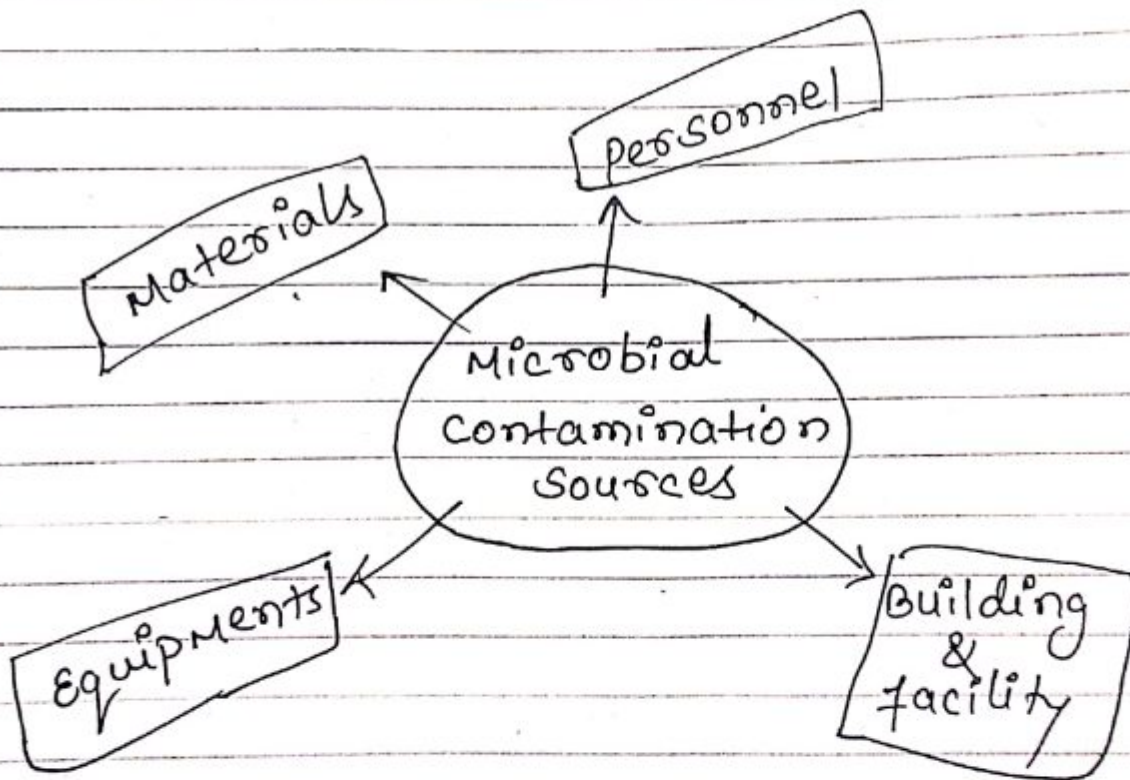 Personnel
Materials
Microbial
contamination
sources
Equipments
Building
&
facility